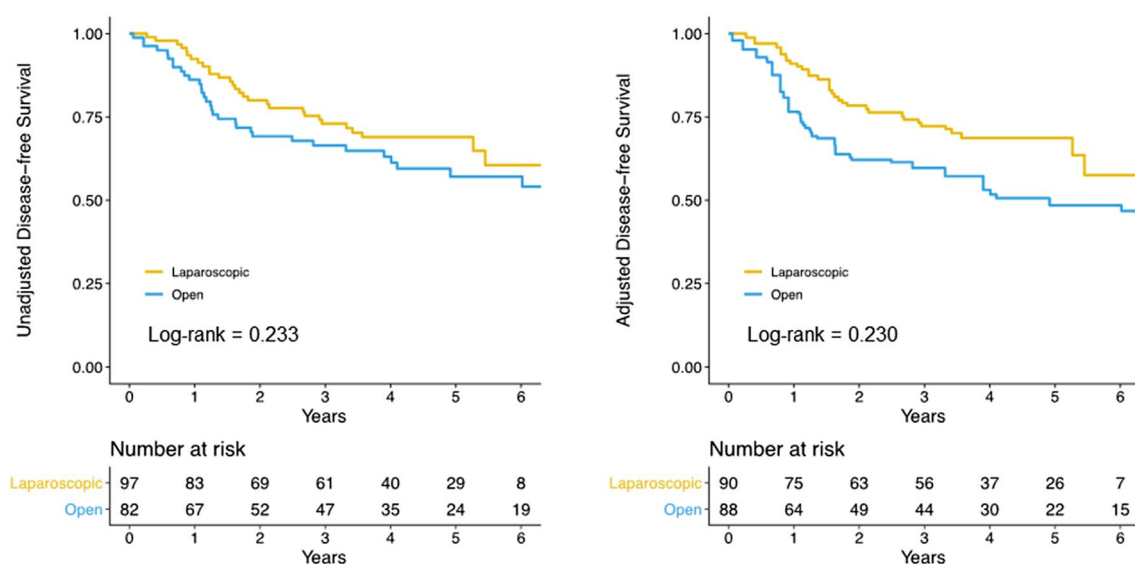 Unadjusted Disease−free Survival
1.00
0.75
0.50
0.25
0.00
Laparoscopic
Open
Log-rank = 0.233
0 1 2 3 4 5 6
Years
Number at risk
Laparoscopic 97 83 69 61 40 29 8
Open 82 67 52 47 35 24 19
0 1 2 3 4 5 6
Years
Adjusted Disease−free Survival
1.00
0.75
0.50
0.25
0.00
Laparoscopic
Open
Log-rank = 0.230
0 1 2 3 4 5 6
Years
Number at risk
Laparoscopic 90 75 63 56 37 26 7
Open 88 64 49 44 30 22 15
0 1 2 3 4 5 6
Years